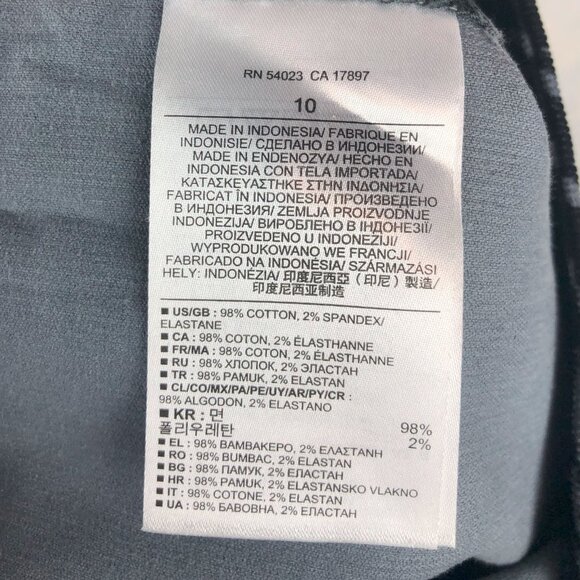 RN 54023 CA 17897
10
MADE IN INDONESIA/ FABRIQUE EN
INDONISIE/ СДЕЛАНО В ИНДОНЕЗИИ/
MADE IN ENDENOZYA/ HECHO EN
INDONESIA CON TELA IMPORTADA/
ΚΑΤΑΣΚΕΥΑΣΤΗΚΕ ΣΤΗΝ ΙΝΔΟΝΗΣΙΑ/
FABRICAT ÎN INDONESIA/ ПРОИЗВЕДЕНО
В ИНДОНЕЗИЯ/ ZEMLJA PROIZVODNJE
INDONEZIJA/ ВИРОБЛЕНО В ІНДОНЕЗІЇ/
PROIZVEDENO U INDONEZIJI/
WYPRODUKOWANO WE FRANCJI/
FABRICADO NA INDONÉSIA/ SZÁRMAZÁSI
HELY: INDONÉZIA/ 印度尼西亞（印尼）製造/
印度尼西亚制造
■ US/GB : 98% COTTON, 2% SPANDEX/
ELASTANE
■ CA : 98% COTON, 2% ÉLASTHANNE
■ FR/MA : 98% COTON, 2% ÉLASTHANNE
■ RU : 98% ХЛОПОК, 2% ЭЛАСТАН
■ TR : 98% PAMUK, 2% ELASTAN
■ CL/CO/MX/PA/PE/UY/AR/PY/CR :
98% ALGODON, 2% ELASTANO
■ KR : 면 98%
폴리우레탄 2%
■ EL : 98% ΒΑΜΒΑΚΕΡΟ, 2% ΕΛΑΣΤΑΝΗ
■ RO : 98% BUMBAC, 2% ELASTAN
■ BG : 98% ПАМУК, 2% ЕЛАСТАН
■ HR : 98% PAMUK, 2% ELASTANSKO VLAKNO
■ IT : 98% COTONE, 2% ELASTAN
■ UA : 98% БАВОВНА, 2% ЕЛАСТАН